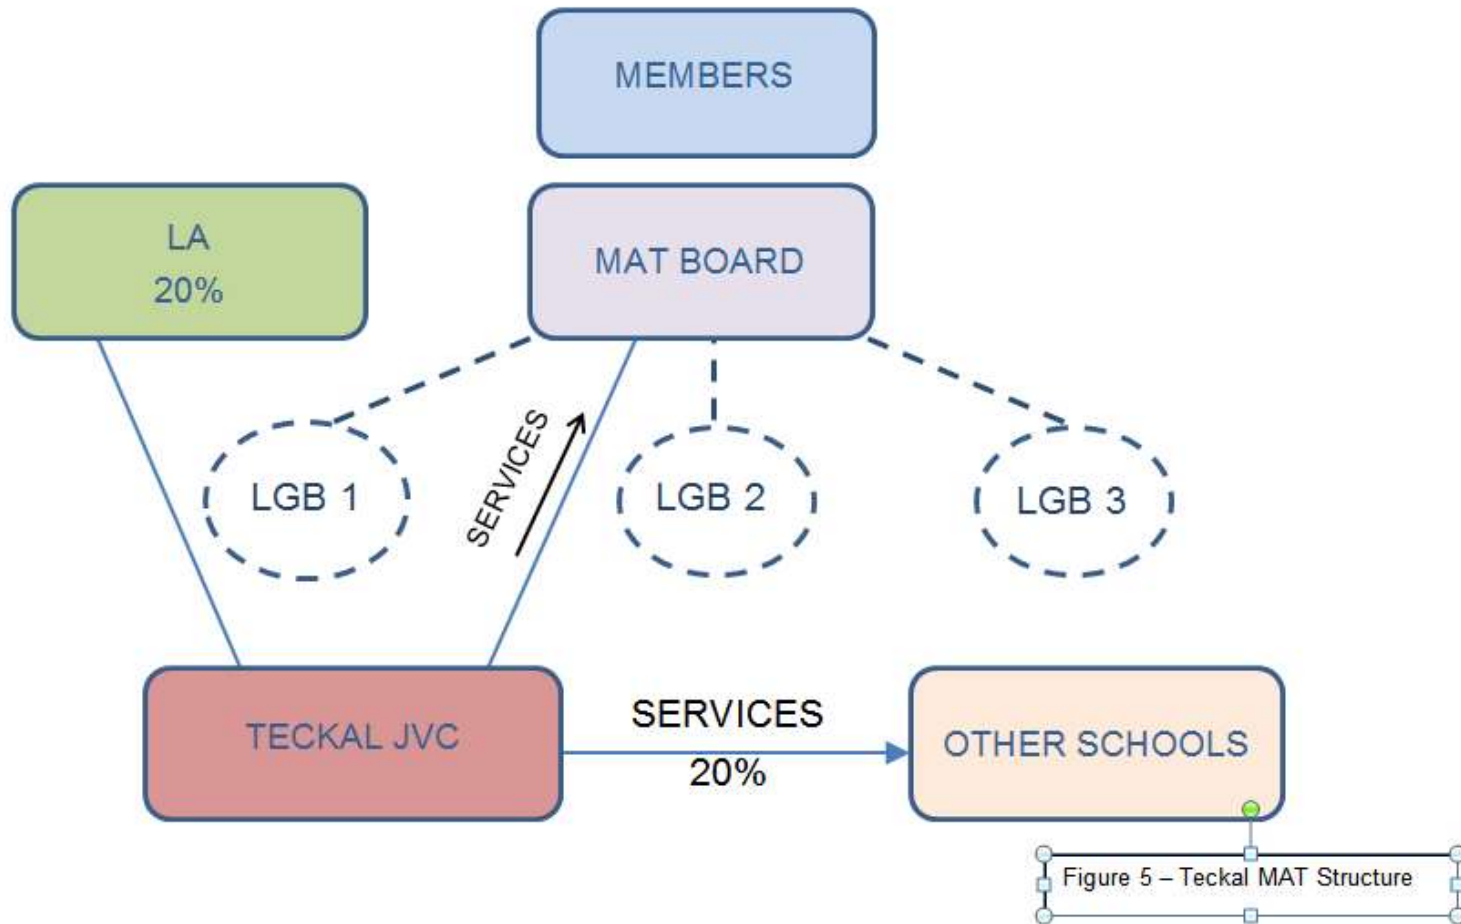 MEMBERS
LA
20%
MAT BOARD
SERVICES
LGB 1
LGB 2
LGB 3
TECKAL JVC
SERVICES
20%
OTHER SCHOOLS
Figure 5 – Teckal MAT Structure